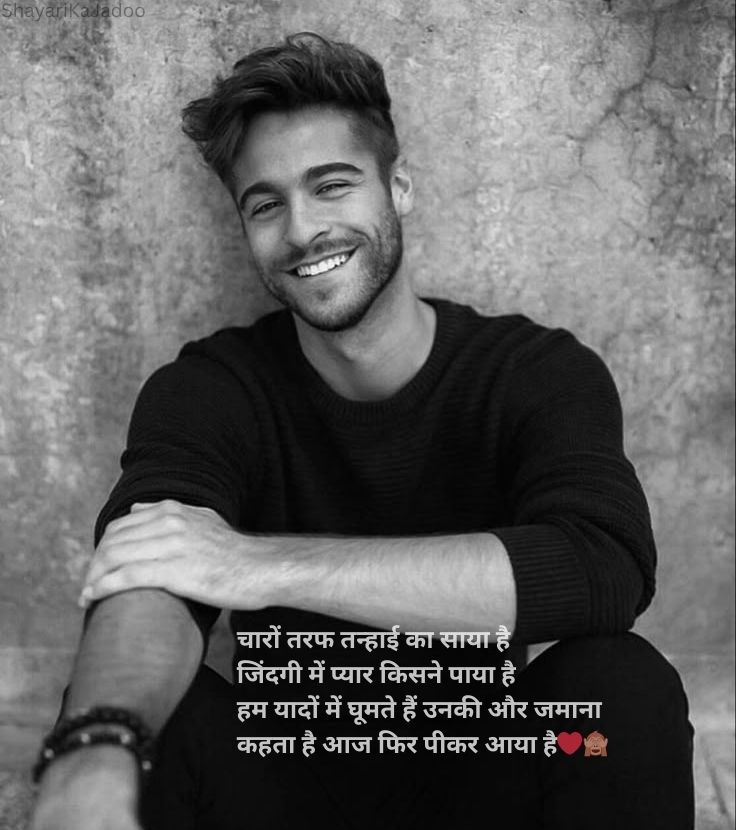 ShayariKaJadoo
चारों तरफ तन्हाई का साया है
जिंदगी में प्यार किसने पाया है
हम यादों में घूमते हैं उनकी और जमाना
कहता है आज फिर पीकर आया है❤️🙈